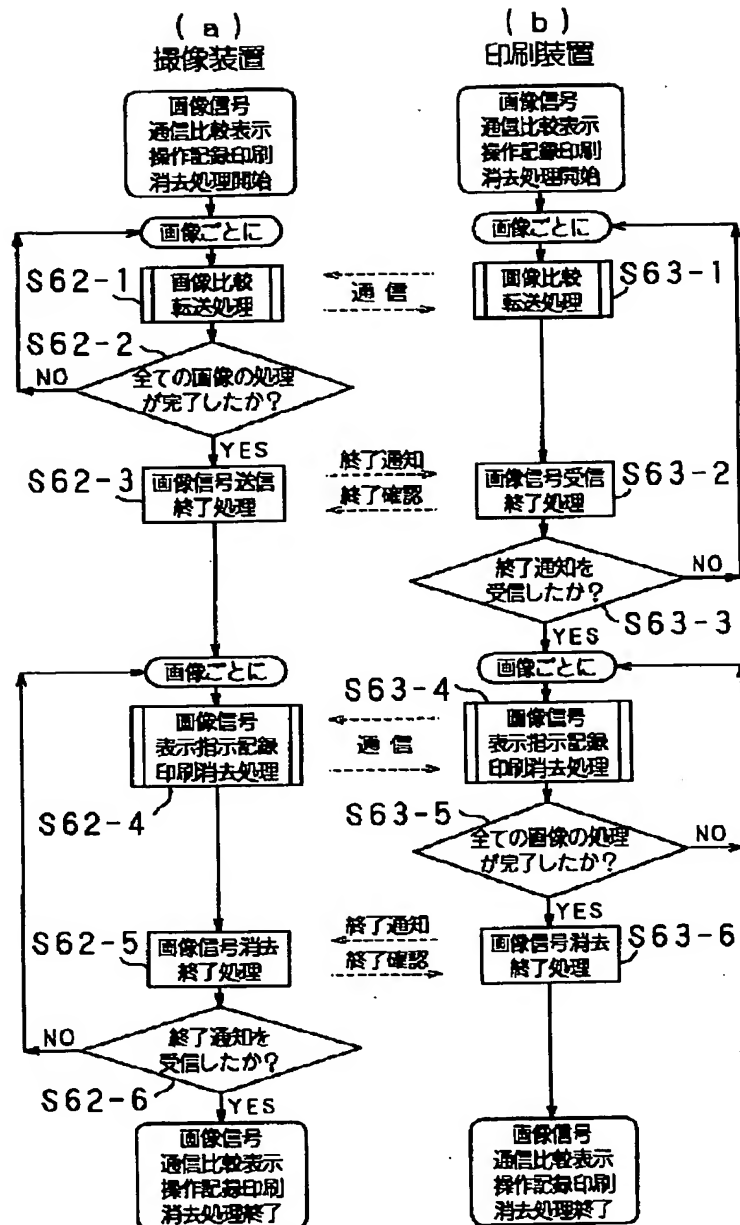 (a)
撮像装置
画像信号
通信比較表示
操作記録印刷
消去処理開始
画像ごとに
S62-1
画像比較
転送処理
S62-2
全ての画像の処理
が完了したか?
NO
YES
S62-3
画像信号送信
終了処理
画像ごとに
画像信号
表示指示記録
印刷消去処理
S62-4
S62-5
画像信号消去
終了処理
NO
終了通知を
受信したか?
S62-6
YES
画像信号
通信比較表示
操作記録印刷
消去処理終了
通信
終了通知
終了確認
通信
終了通知
終了確認
(b)
印刷装置
画像信号
通信比較表示
操作記録印刷
消去処理開始
画像ごとに
S63-1
画像比較
転送処理
S63-2
画像信号受信
終了処理
終了通知を
受信したか?
NO
S63-3
YES
画像ごとに
S63-4
画像信号
表示指示記録
印刷消去処理
S63-5
全ての画像の処理
が完了したか?
NO
YES
画像信号消去
終了処理
S63-6
画像信号
通信比較表示
操作記録印刷
消去処理終了